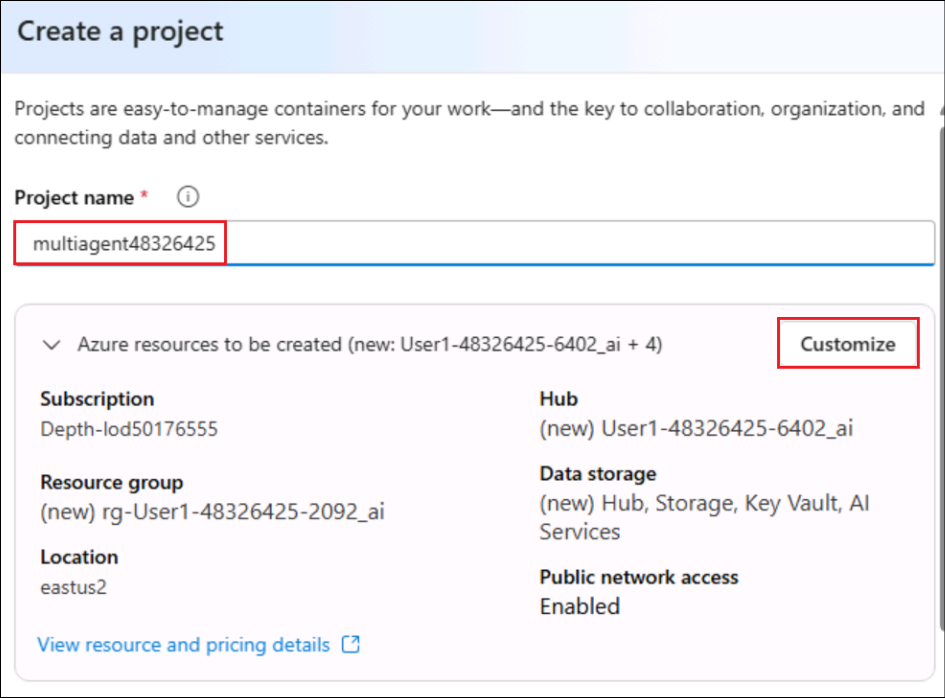 Create a project
Projects are easy-to-manage containers for your work—and the key to collaboration, organization, and
connecting data and other services.
Project name *
multiagent48326425
Azure resources to be created (new: User1-48326425-6402_ai + 4)
Customize
Subscription
Depth-lod50176555
Resource group
(new) rg-User1-48326425-2092_ai
Location
eastus2
View resource and pricing details
Hub
(new) User1-48326425-6402_ai
Data storage
(new) Hub, Storage, Key Vault, AI
Services
Public network access
Enabled